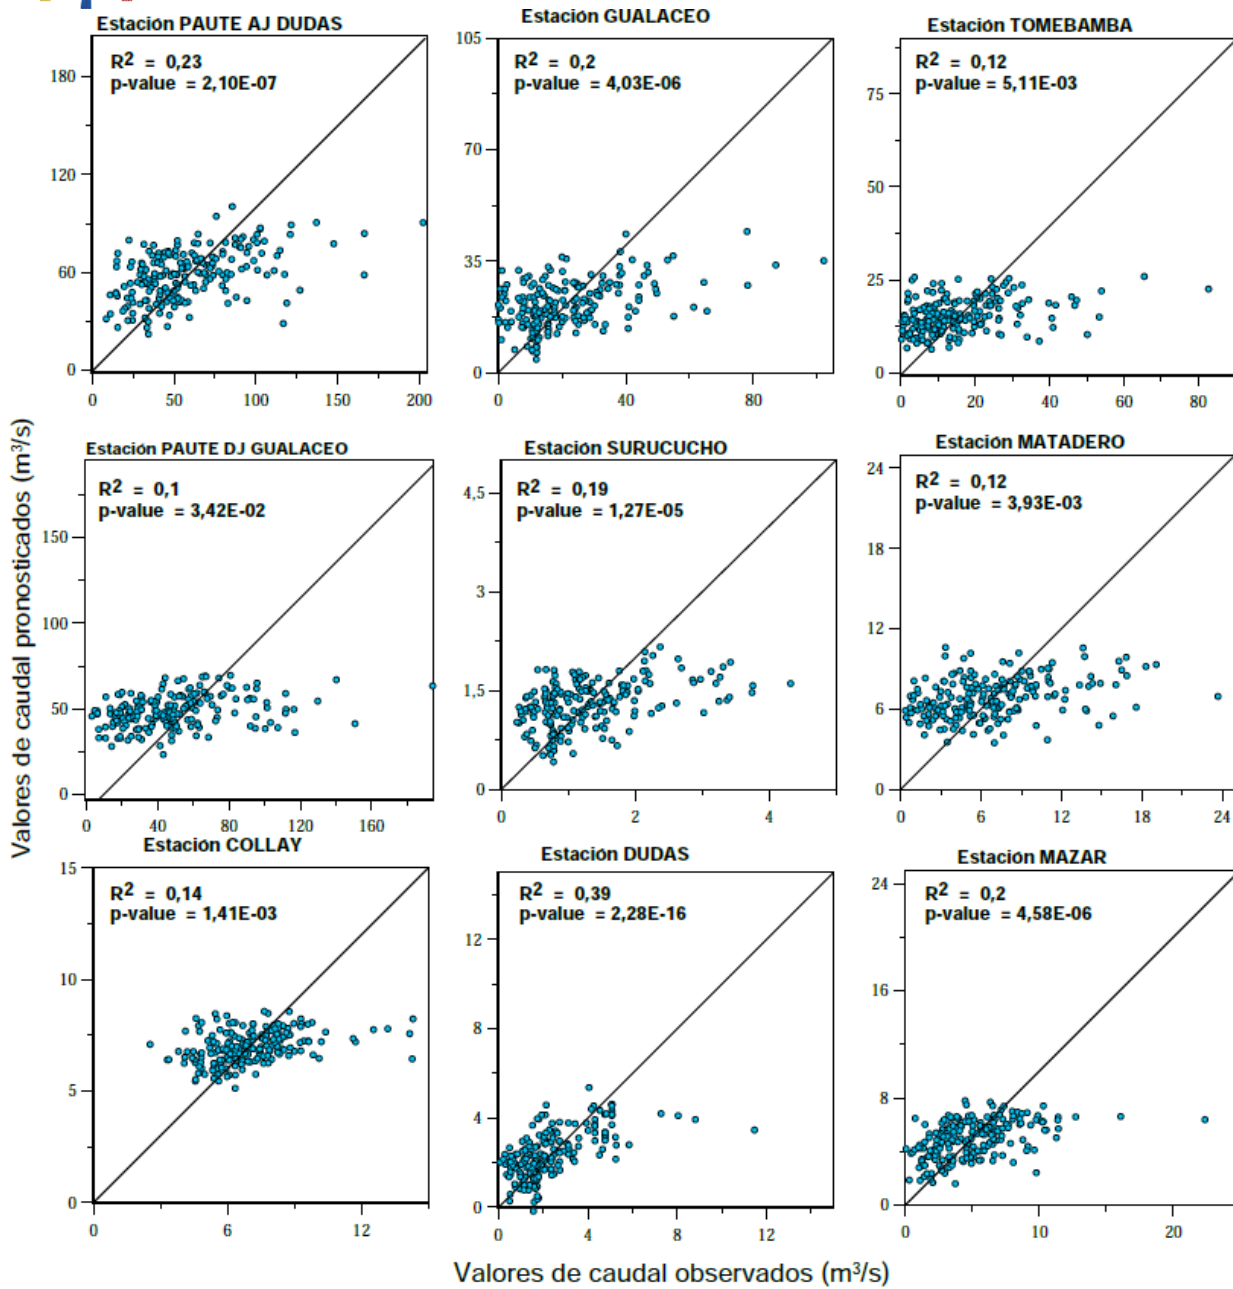 Estación PAUTE AJ DUDAS
R² = 0,23
p-value = 2,10E-07
180
120
60
0
0 50 100 150 200
Estación GUALACEO
R² = 0,2
p-value = 4,03E-06
105
70
35
0
0 40 80
Estación TOMEBAMBA
R² = 0,12
p-value = 5,11E-03
75
50
25
0
0 20 40 60 80
Valores de caudal pronosticados (m³/s)
Estación PAUTE DJ GUALACEO
R² = 0,1
p-value = 3,42E-02
150
100
50
0
0 40 80 120 160
Estación SURUCUCHO
R² = 0,19
p-value = 1,27E-05
4,5
3
1,5
0
0 2 4
Estación MATADERO
R² = 0,12
p-value = 3,93E-03
24
18
12
6
0
0 6 12 18 24
Estación COLLAY
R² = 0,14
p-value = 1,41E-03
15
10
5
0
0 6 12
Estación DUDAS
R² = 0,39
p-value = 2,28E-16
12
8
4
0
0 4 8 12
Estación MAZAR
R² = 0,2
p-value = 4,58E-06
24
16
8
0
0 10 20
Valores de caudal observados (m³/s)